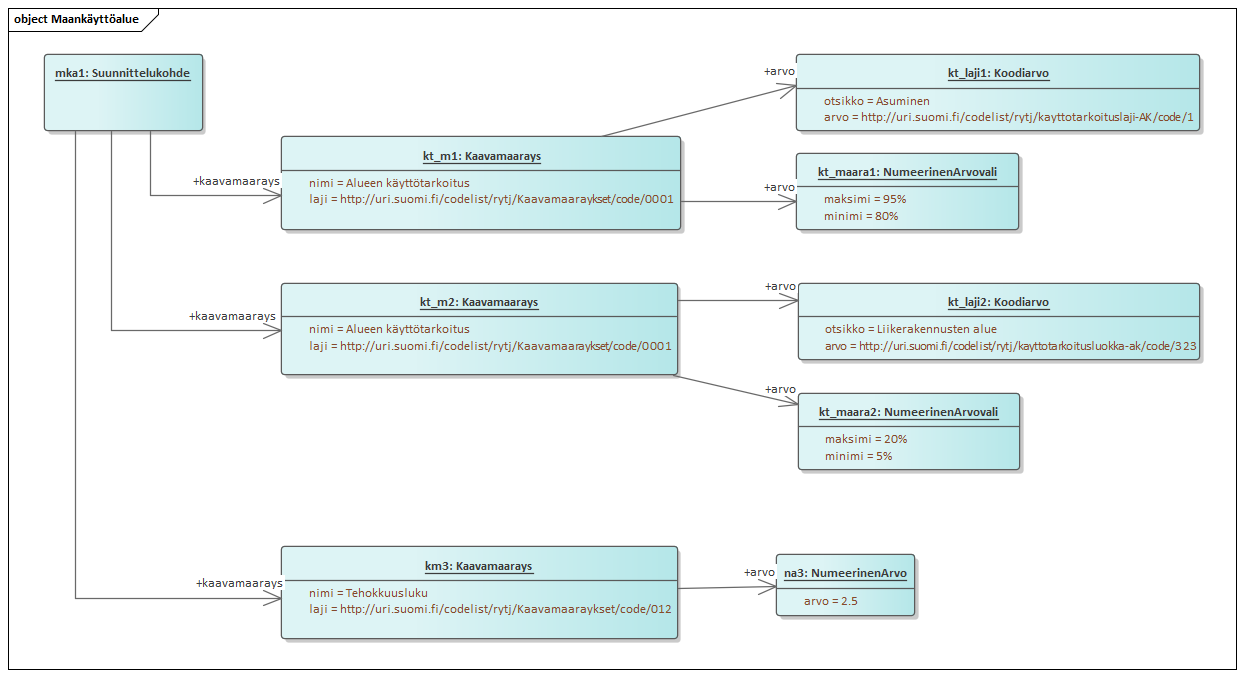 object Maankäyttöalue
mka1: Suunnittelukohde
+kaavamaarays
kt_m1: Kaavamaarays
nimi = Alueen käyttötarkoitus
laji = http://uri.suomi.fi/codelist/rytj/Kaavamaaraykset/code/0001
+arvo
kt_laji1: Koodiarvo
otsikko = Asuminen
arvo = http://uri.suomi.fi/codelist/rytj/kayttotarkoituslaji-AK/code/1
+arvo
kt_maara1: NumeerinenArvovali
maksimi = 95%
minimi = 80%
+kaavamaarays
kt_m2: Kaavamaarays
nimi = Alueen käyttötarkoitus
laji = http://uri.suomi.fi/codelist/rytj/Kaavamaaraykset/code/0001
+arvo
kt_laji2: Koodiarvo
otsikko = Liikerakennusten alue
arvo = http://uri.suomi.fi/codelist/rytj/kayttotarkoitusluokka-ak/code/323
+arvo
kt_maara2: NumeerinenArvovali
maksimi = 20%
minimi = 5%
+kaavamaarays
km3: Kaavamaarays
nimi = Tehokkuusluku
laji = http://uri.suomi.fi/codelist/rytj/Kaavamaaraykset/code/012
+arvo
na3: NumeerinenArvo
arvo = 2.5